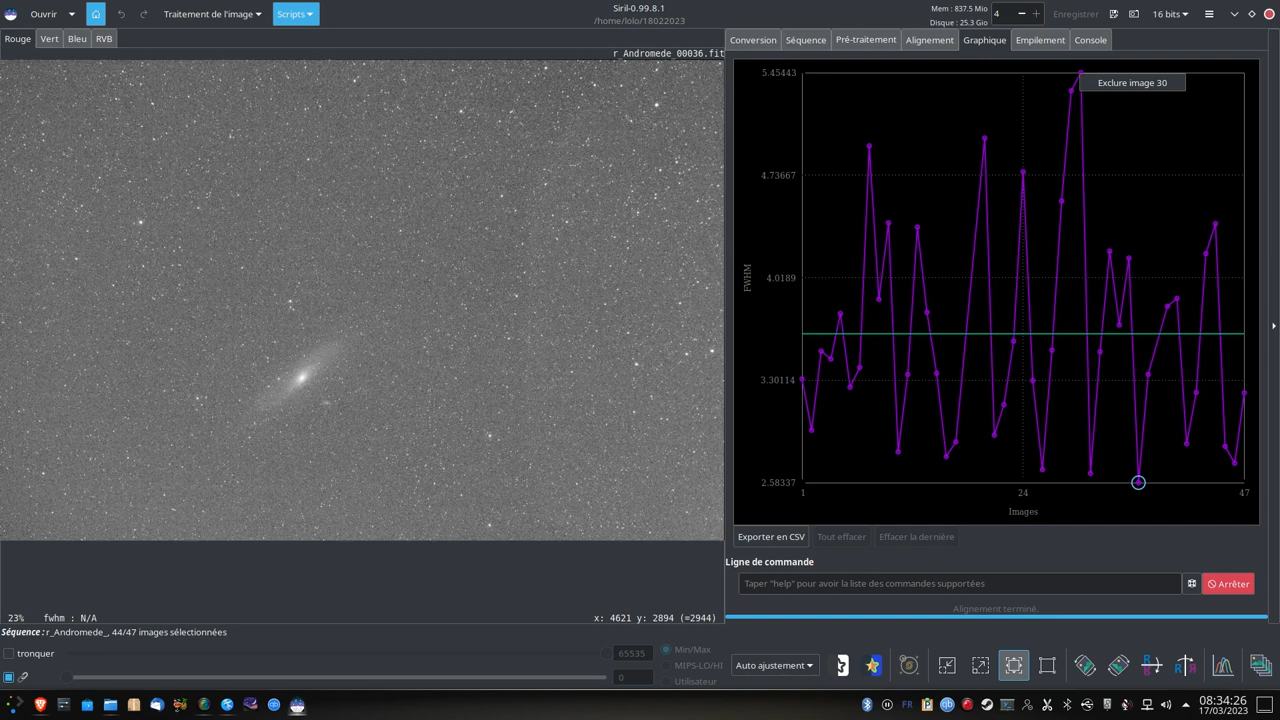 Ouvrir
Traitement de l'image
Scripts
Siril-0.99.8.1
/home/lolo/18022023
Mem : 837.5 Mio
Disque : 25.3 Gio
4
Enregistrer
16 bits
Rouge Vert Bleu RVB
r_Andromede_00036.fit
Conversion Séquence Pré-traitement Alignement Graphique Empilement Console
5.45443
Exclure image 30
4.73667
4.0189
FWHM
3.30114
2.58337
1 24 47
Images
Exporter en CSV Tout effacer Effacer la dernière
Ligne de commande
Taper "help" pour avoir la liste des commandes supportées
Arrêter
Alignement terminé.
23% fwhm : N/A
x: 4621 y: 2894 (=2944)
Séquence: r_Andromede_, 44/47 images sélectionnées
tronquer
65535
0
Min/Max
MIPS-LO/HI
Utilisateur
Auto ajustement
FR
08:34:26
17/03/2023